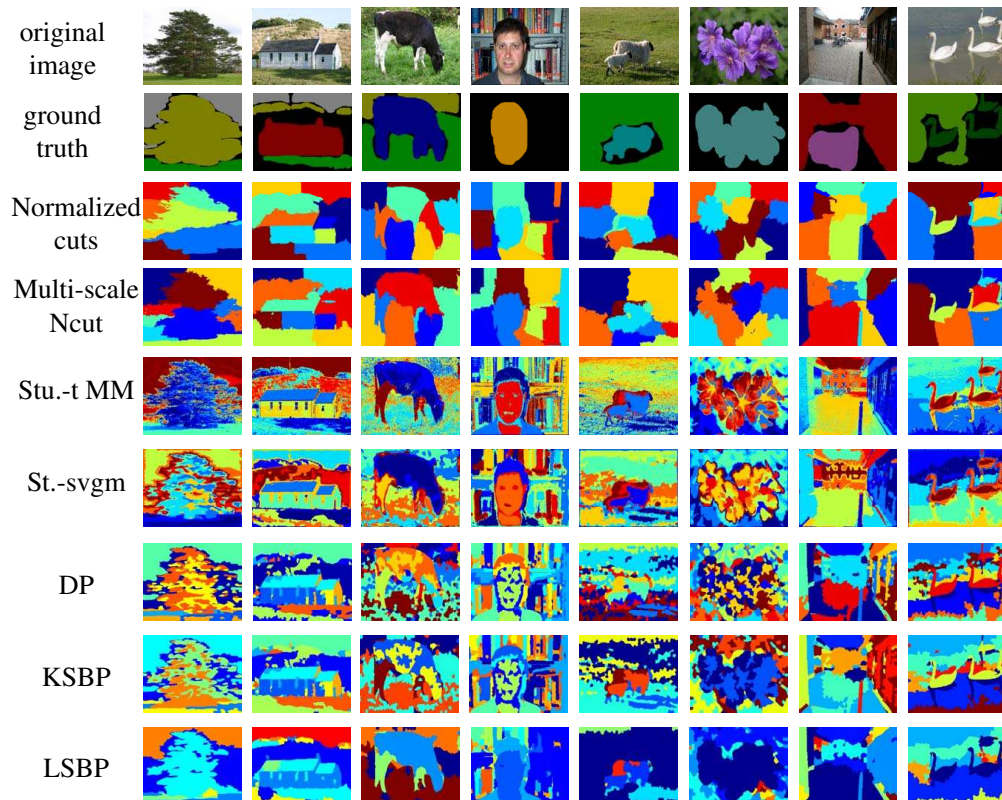 original
image
ground
truth
Normalized
cuts
Multi-scale
Ncut
Stu.-t MM
St.-svgm
DP
KSBP
LSBP